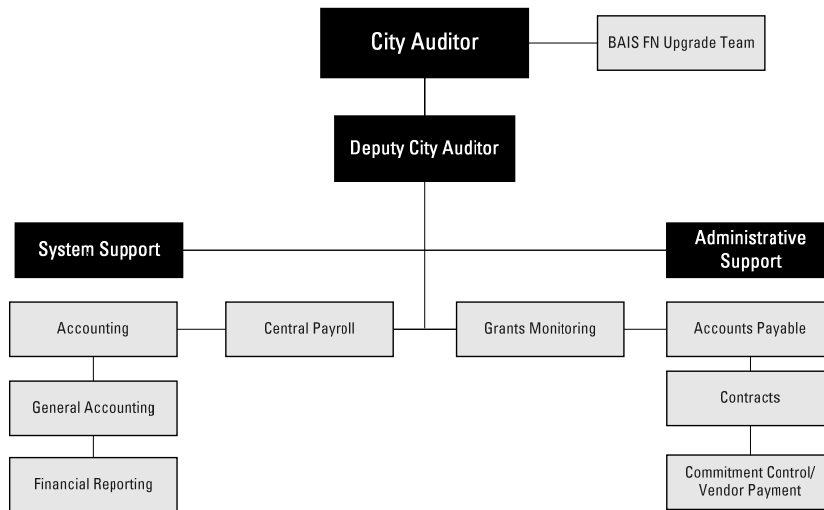 City Auditor
BAIS FN Upgrade Team
Deputy City Auditor
System Support
Administrative
Support
Accounting
Central Payroll
Grants Monitoring
Accounts Payable
General Accounting
Contracts
Financial Reporting
Commitment Control/
Vendor Payment